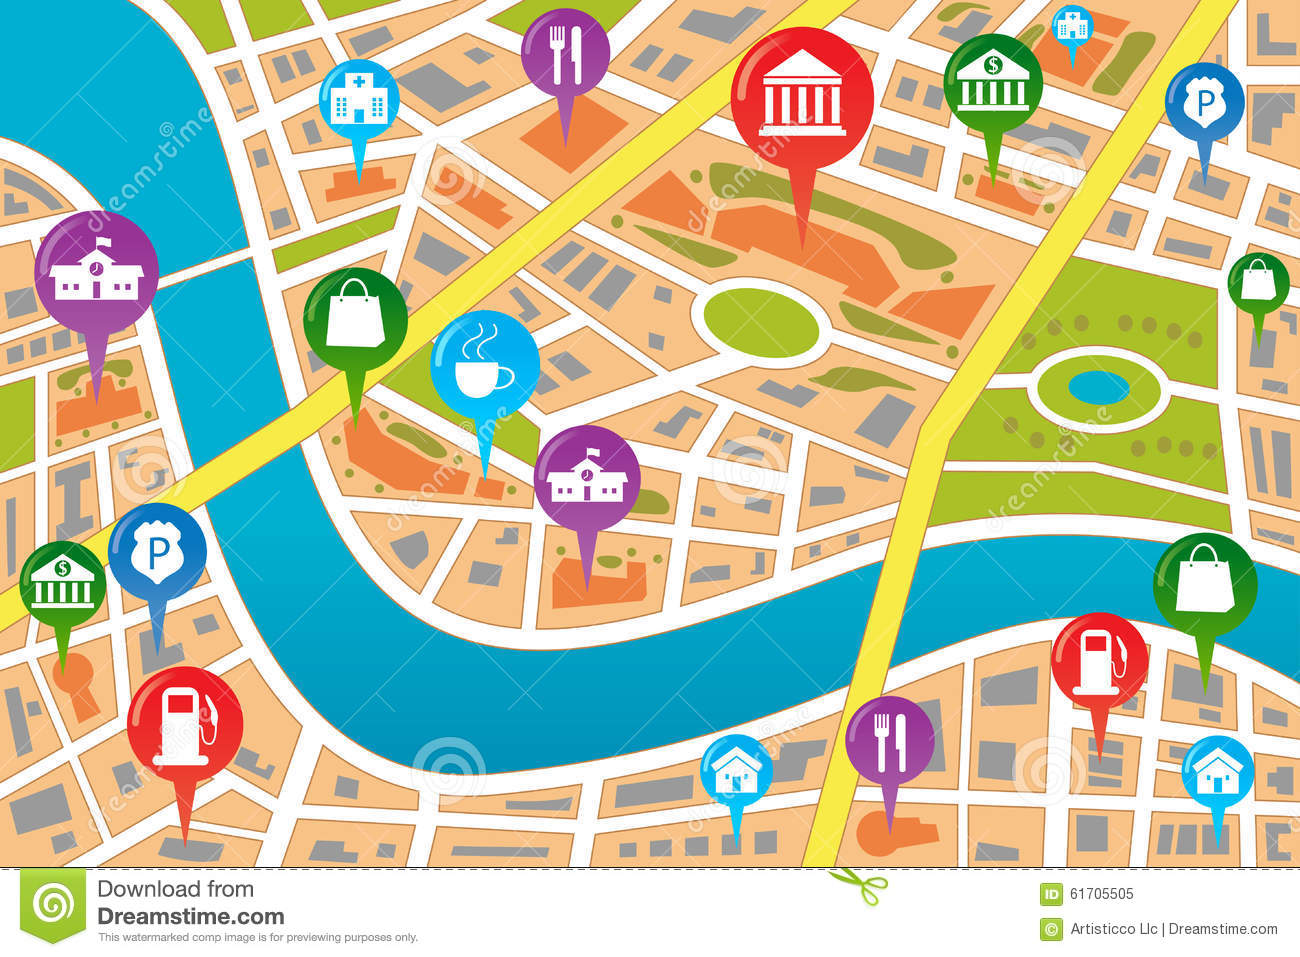 $
P
$
P
dreamstime
Download from
Dreamstime.com
This watermarked comp image is for previewing purposes only.
ID 61705505
© Artisticco Llc | Dreamstime.com